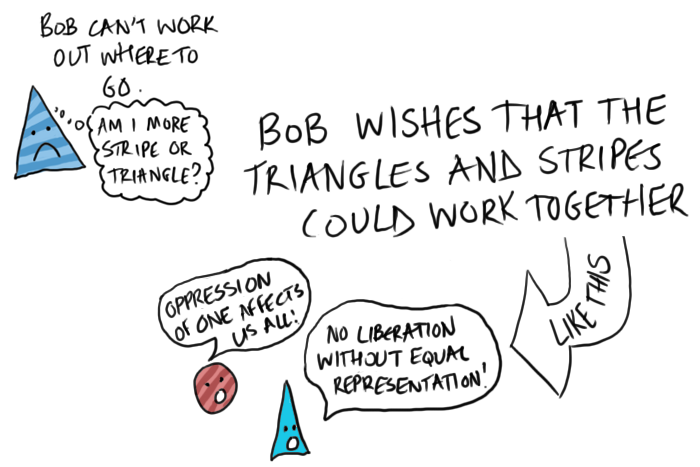 BOB CAN'T WORK
OUT WHERE TO
GO.
AM I MORE
STRIPE OR
TRIANGLE?
BOB WISHES THAT THE
TRIANGLES AND STRIPES
COULD WORK TOGETHER
LIKE THIS
OPPRESSION
OF ONE AFFECTS
US ALL!
NO LIBERATION
WITHOUT EQUAL
REPRESENTATION!